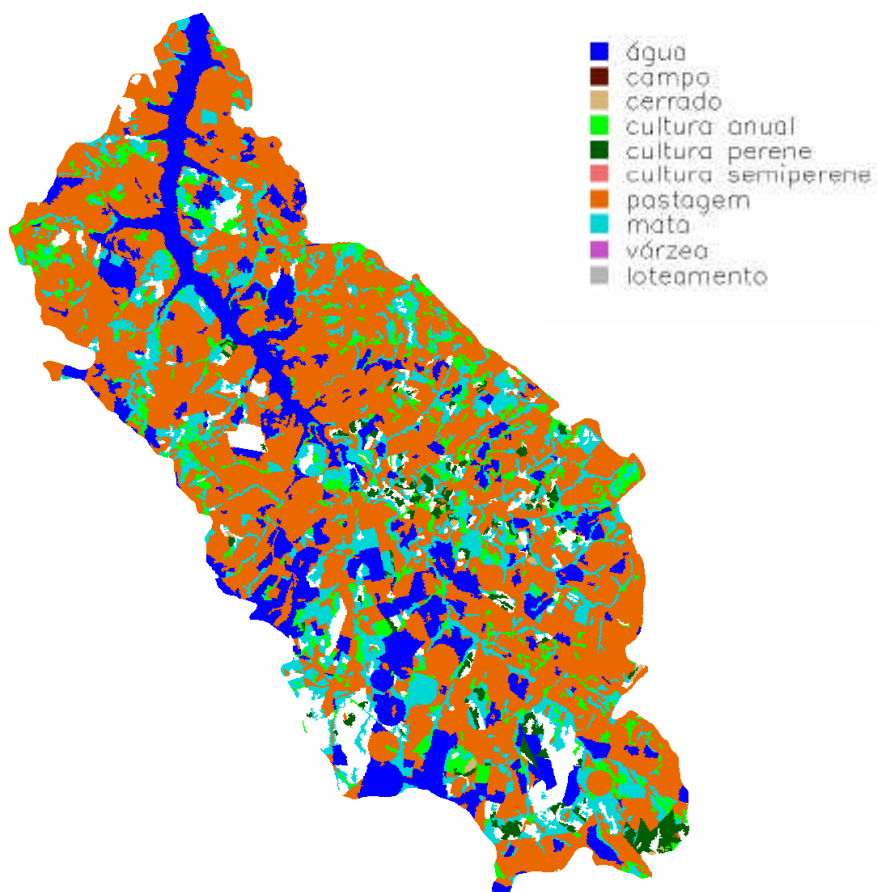 água
campo
cerrado
cultura anual
cultura perene
cultura semiperene
pastagem
mata
várzea
loteamento